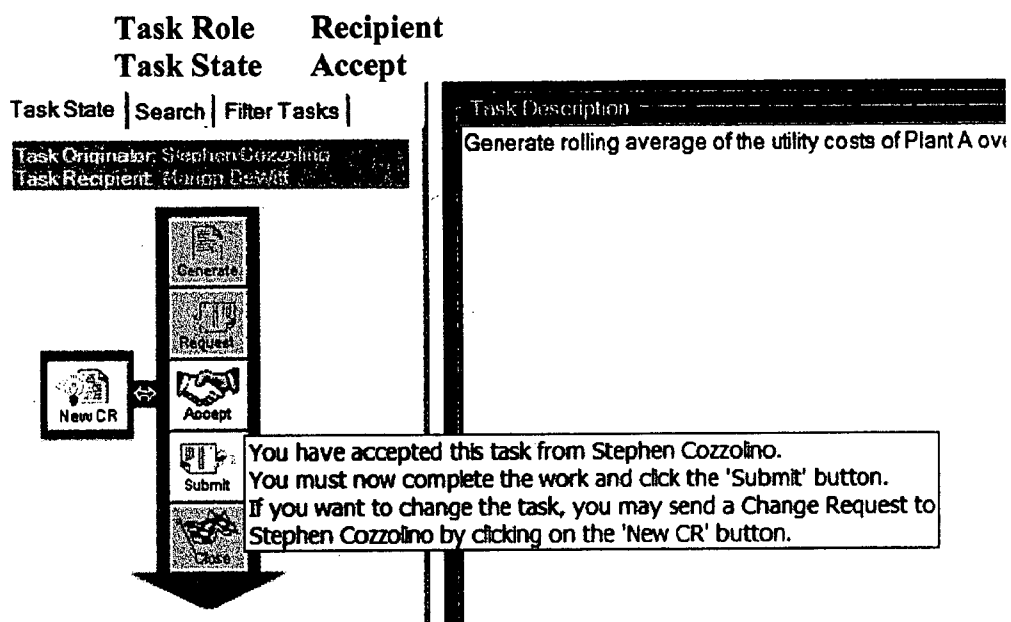 Task Role Recipient
Task State Accept
Task State Search Filter Tasks
Task Originator: Stephen Cozzolino
Task Recipient: Marion DeWitt
Task Description
Generate rolling average of the utility costs of Plant A ove
Generate
Request
New CR
Accept
Submit
Close
You have accepted this task from Stephen Cozzolino.
You must now complete the work and click the 'Submit' button.
If you want to change the task, you may send a Change Request to
Stephen Cozzolino by clicking on the 'New CR' button.